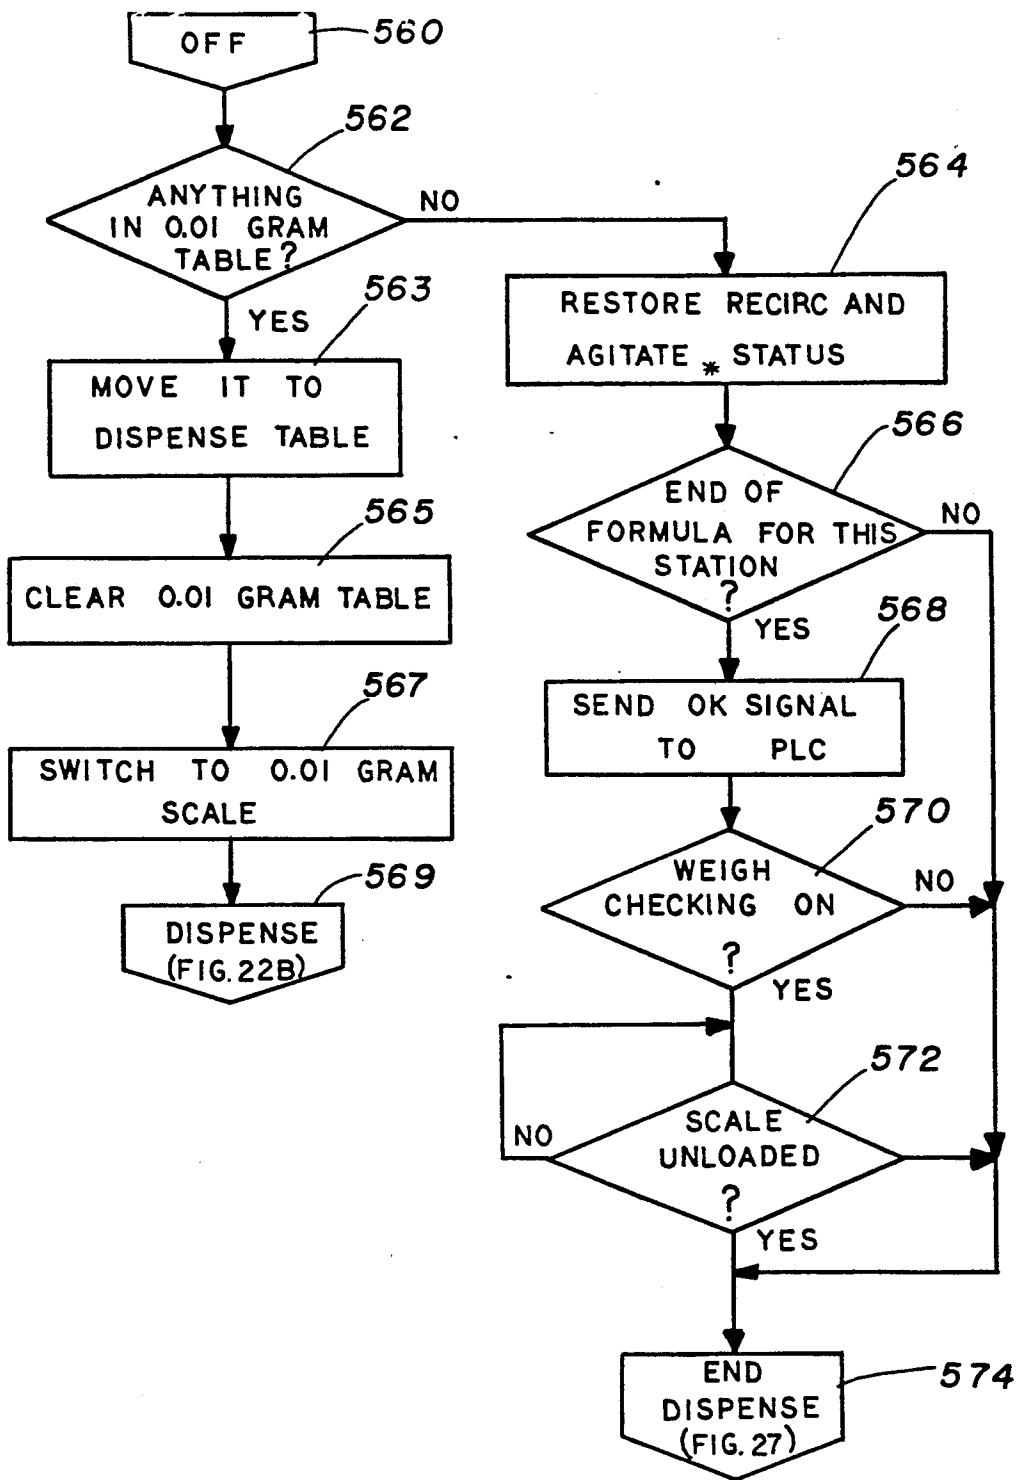 OFF
560
562
ANYTHING
IN 0.01 GRAM
TABLE?
NO
YES
563
MOVE IT TO
DISPENSE TABLE
565
CLEAR 0.01 GRAM TABLE
567
SWITCH TO 0.01 GRAM
SCALE
569
DISPENSE
(FIG. 22B)
564
RESTORE RECIRC AND
AGITATE * STATUS
566
END OF
FORMULA FOR THIS
STATION
?
NO
YES
568
SEND OK SIGNAL
TO PLC
570
WEIGH
CHECKING ON
?
NO
YES
572
SCALE
UNLOADED
?
NO
YES
END
DISPENSE
(FIG. 27)
574